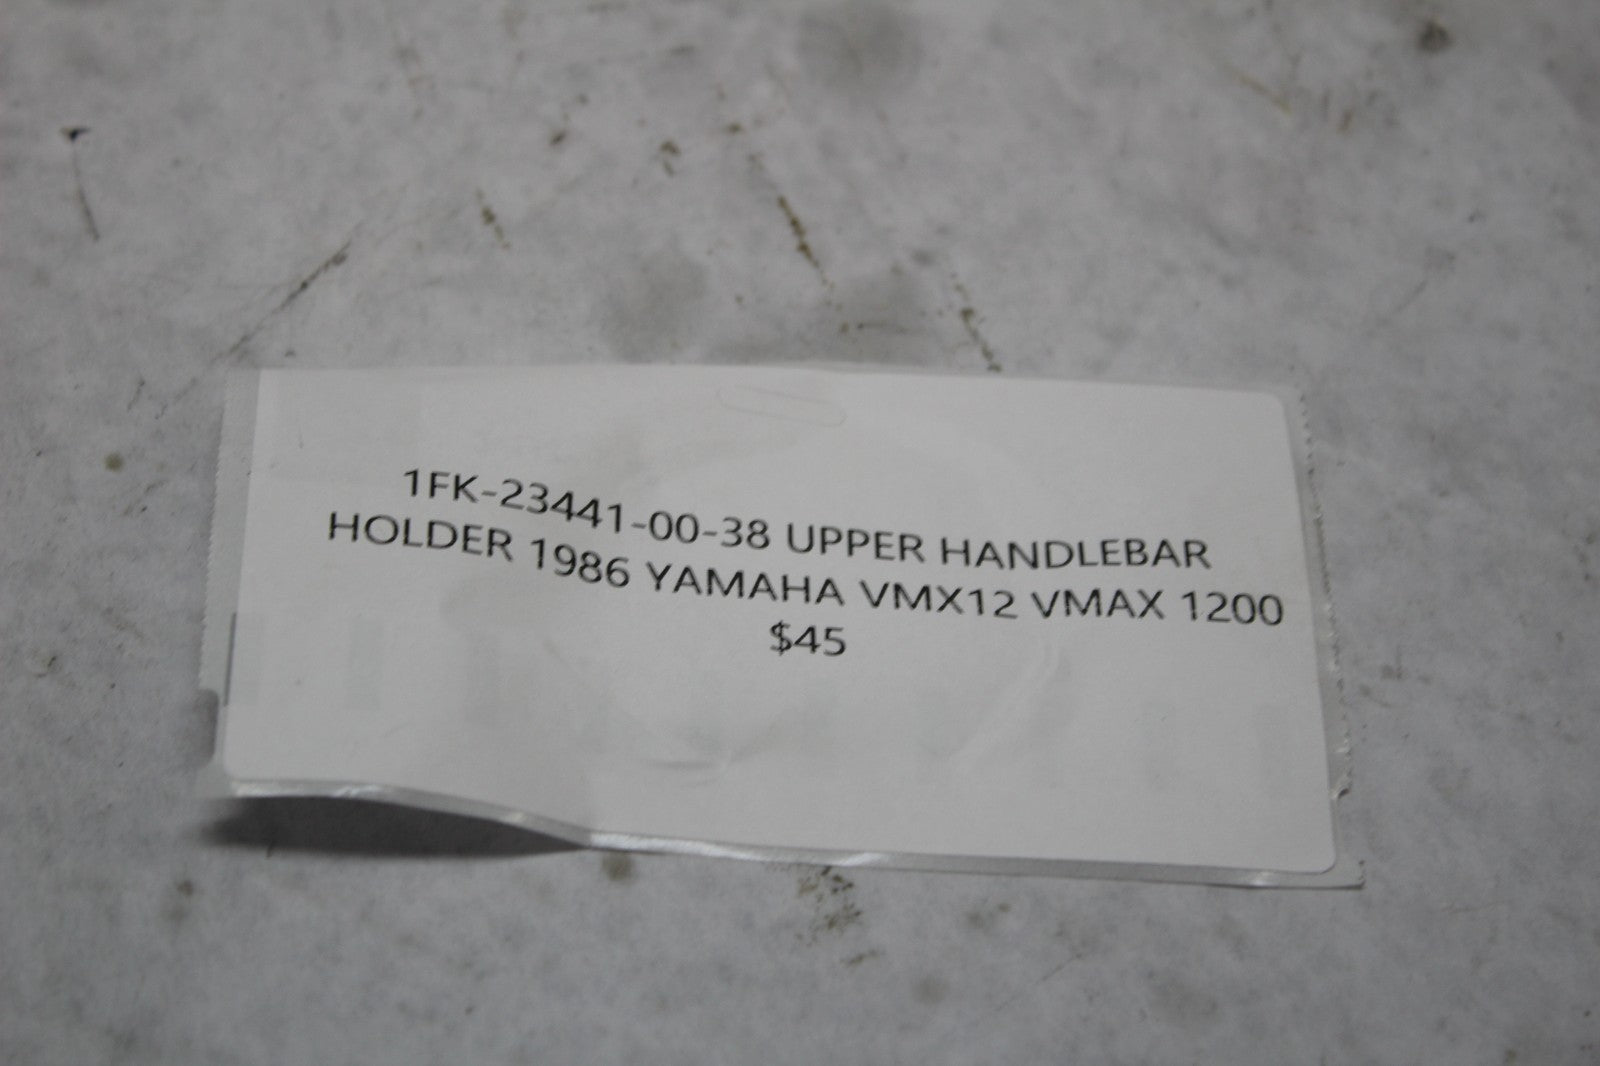 1FK-23441-00-38 UPPER HANDLEBAR
HOLDER 1986 YAMAHA VMX12 VMAX 1200
$45